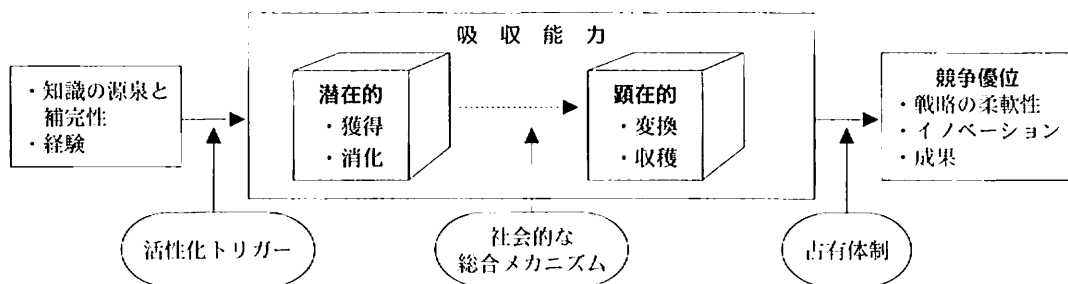 吸収能力
・知識の源泉と
補完性
・経験
潜在的
・獲得
・消化
顕在的
・変換
・収穫
競争優位
・戦略の柔軟性
・イノベーション
・成果
活性化トリガー
社会的な
総合メカニズム
占有体制